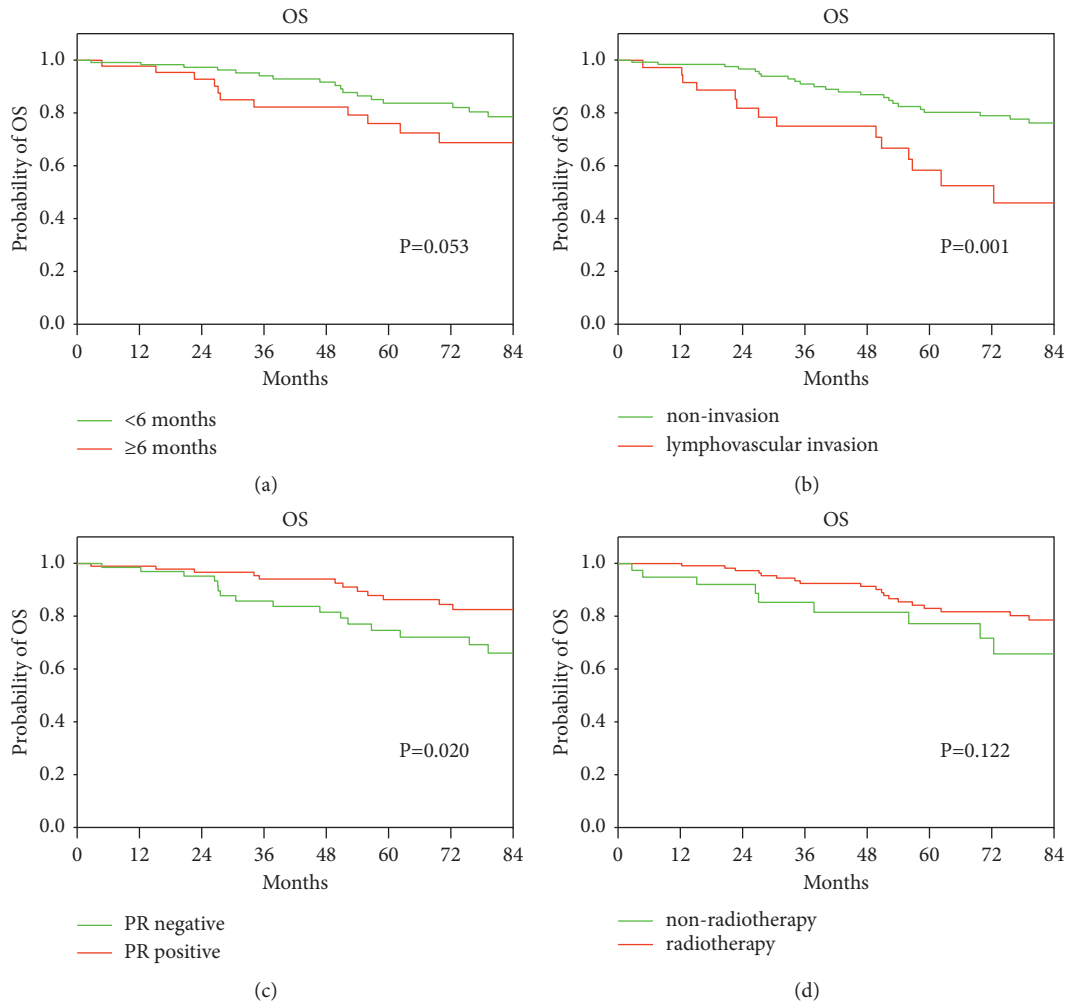 OS
Probability of OS
1.0
0.8
0.6
0.4
0.2
0.0
P=0.053
0 12 24 36 48 60 72 84
Months
<6 months
≥6 months
(a)
OS
Probability of OS
1.0
0.8
0.6
0.4
0.2
0.0
P=0.001
0 12 24 36 48 60 72 84
Months
non-invasion
lymphovascular invasion
(b)
OS
Probability of OS
1.0
0.8
0.6
0.4
0.2
0.0
P=0.020
0 12 24 36 48 60 72 84
Months
PR negative
PR positive
(c)
OS
Probability of OS
1.0
0.8
0.6
0.4
0.2
0.0
P=0.122
0 12 24 36 48 60 72 84
Months
non-radiotherapy
radiotherapy
(d)